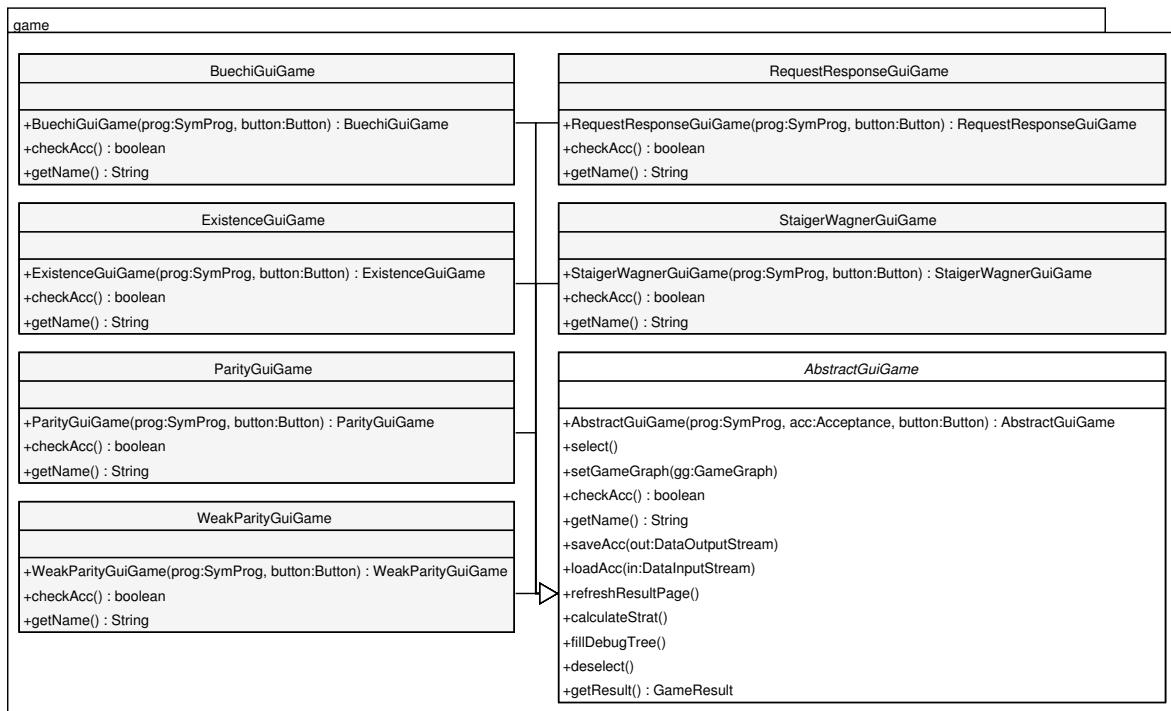 game
BuechiGuiGame
+BuechiGuiGame(prog:SymProg, button:Button) : BuechiGuiGame
+checkAcc() : boolean
+getName() : String
RequestResponseGuiGame
+RequestResponseGuiGame(prog:SymProg, button:Button) : RequestResponseGuiGame
+checkAcc() : boolean
+getName() : String
ExistenceGuiGame
+ExistenceGuiGame(prog:SymProg, button:Button) : ExistenceGuiGame
+checkAcc() : boolean
+getName() : String
StaigerWagnerGuiGame
+StaigerWagnerGuiGame(prog:SymProg, button:Button) : StaigerWagnerGuiGame
+checkAcc() : boolean
+getName() : String
ParityGuiGame
+ParityGuiGame(prog:SymProg, button:Button) : ParityGuiGame
+checkAcc() : boolean
+getName() : String
WeakParityGuiGame
+WeakParityGuiGame(prog:SymProg, button:Button) : WeakParityGuiGame
+checkAcc() : boolean
+getName() : String
AbstractGuiGame
+AbstractGuiGame(prog:SymProg, acc:Acceptance, button:Button) : AbstractGuiGame
+select()
+setGameGraph(gg:GameGraph)
+checkAcc() : boolean
+getName() : String
+saveAcc(out:DataOutputStream)
+loadAcc(in:DataInputStream)
+refreshResultPage()
+calculateStrat()
+fillDebugTree()
+deselect()
+getResult() : GameResult